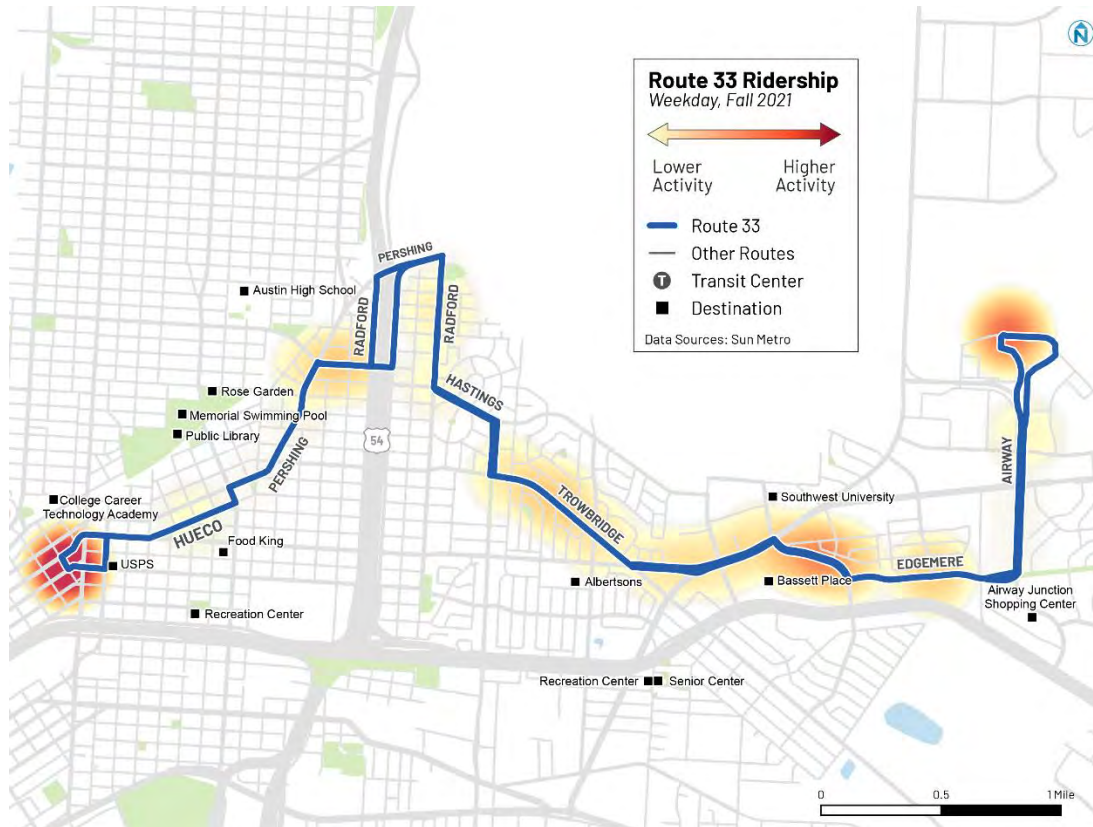 N
Route 33 Ridership
Weekday, Fall 2021
Lower
Activity
Higher
Activity
Route 33
Other Routes
T
Transit Center
Destination
Data Sources: Sun Metro
PERSHING
RADFORD
RADFORD
Austin High School
HASTINGS
Rose Garden
Memorial Swimming Pool
Public Library
54
PERSHING
AIRWAY
College Career
Technology Academy
HUECO
TROWBRIDGE
Southwest University
Food King
USPS
EDGEMERE
Albertsons
Bassett Place
Airway Junction
Shopping Center
Recreation Center
Recreation Center
Senior Center
0
0.5
1 Mile